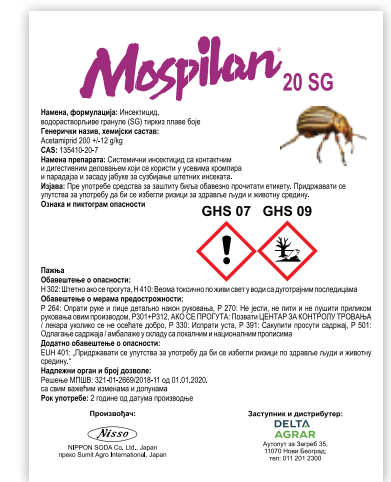 Mospilan® 20 SG
Намена, формулација: Инсектицид,
водорастворљиве грануле (SG) тиркиз плаве боје
Генерички назив, хемијски састав:
Acetamiprid 200 +/-12 g/kg
CAS: 135410-20-7
Намена препарата: Системични инсектицид са контактним
и дигестивним деловањем који се користи у усевима кромпира
и парадајза и засаду јабуке за сузбијање штетних инсеката.
Изјава: Пре употребе средства за заштиту биља обавезно прочитати етикету. Придржавати се
упутства за употребу да би се избегли ризици за здравље људи и животну средину.
Ознака и пиктограм опасности
GHS 07 GHS 09
Пажња
Обавештење о опасности:
H 302: Штетно ако се прогута, H 410: Веома токсично по живи свет у води са дуготрајним последицама
Обавештење о мерама предострожности:
P 264: Опрати руке и лице детаљно након руковања, P 270: Не јести, не пити и не пушити приликом
руковања овим производом, P301+P312, АКО СЕ ПРОГУТА: Позвати ЦЕНТАР ЗА КОНТРОЛУ ТРОВАЊА
/ лекара уколико се не осећате добро, P 330: Испрати уста, P 391: Сакупити просути садржај, P 501:
Одлагање садржаја / амбалаже у складу са локалним и националним прописима
Додатно обавештење о опасности:
EUH 401: „Придржавати се упутства за употребу да би се избегли ризици по здравље људи и животну
средину.“
Надлежни орган и број дозволе:
Решење МПШВ: 321-01-2669/2018-11 од 01.01.2020.
са свим важећим изменама и допунама
Рок употребе: 2 године од датума производње
Произвођач:
Nisso
NIPPON SODA Co. Ltd., Japan
преко Sumit Agro International, Japan
Заступник и дистрибутер:
DELTA
AGRAR
Аутопут за Загреб 35,
11070 Нови Београд;
тел: 011 201 2300